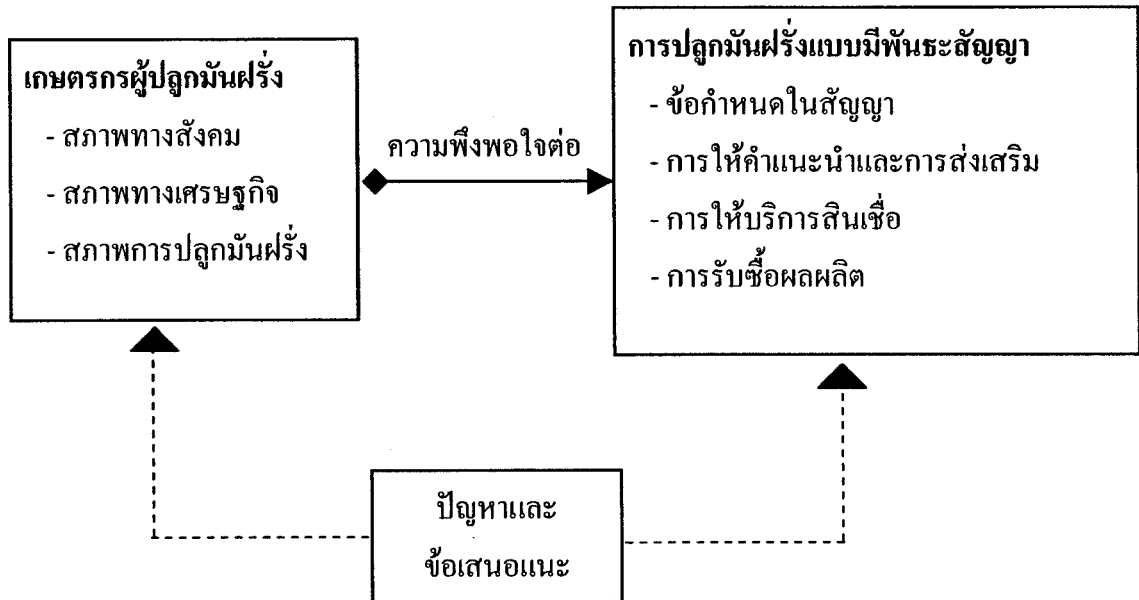 เกษตรกรผู้ปลูกมันฝรั่ง
- สภาพทางสังคม
- สภาพทางเศรษฐกิจ
- สภาพการปลูกมันฝรั่ง
ความพึงพอใจต่อ
การปลูกมันฝรั่งแบบมีพันธะสัญญา
- ข้อกำหนดในสัญญา
- การให้คำแนะนำและการส่งเสริม
- การให้บริการสินเชื่อ
- การรับซื้อผลผลิต
ปัญหาและ
ข้อเสนอแนะ